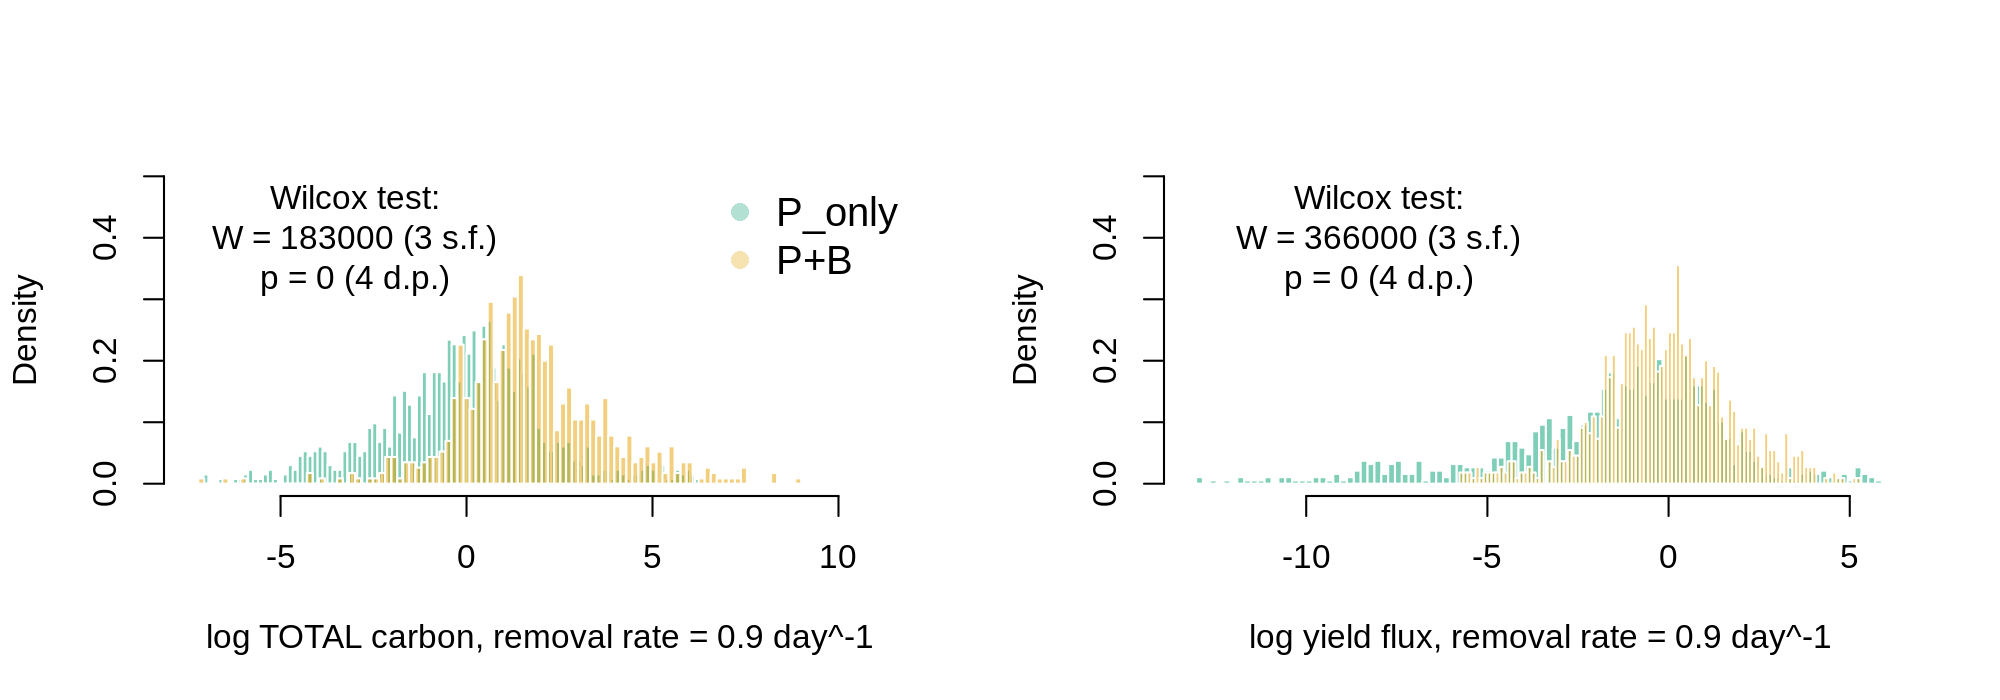 Wilcox test:
W = 183000 (3 s.f.)
p = 0 (4 d.p.)
P_only
P+B
Density
0.0
0.2
0.4
-5
0
5
10
log TOTAL carbon, removal rate = 0.9 day^-1
Wilcox test:
W = 366000 (3 s.f.)
p = 0 (4 d.p.)
Density
0.0
0.2
0.4
-10
-5
0
5
log yield flux, removal rate = 0.9 day^-1